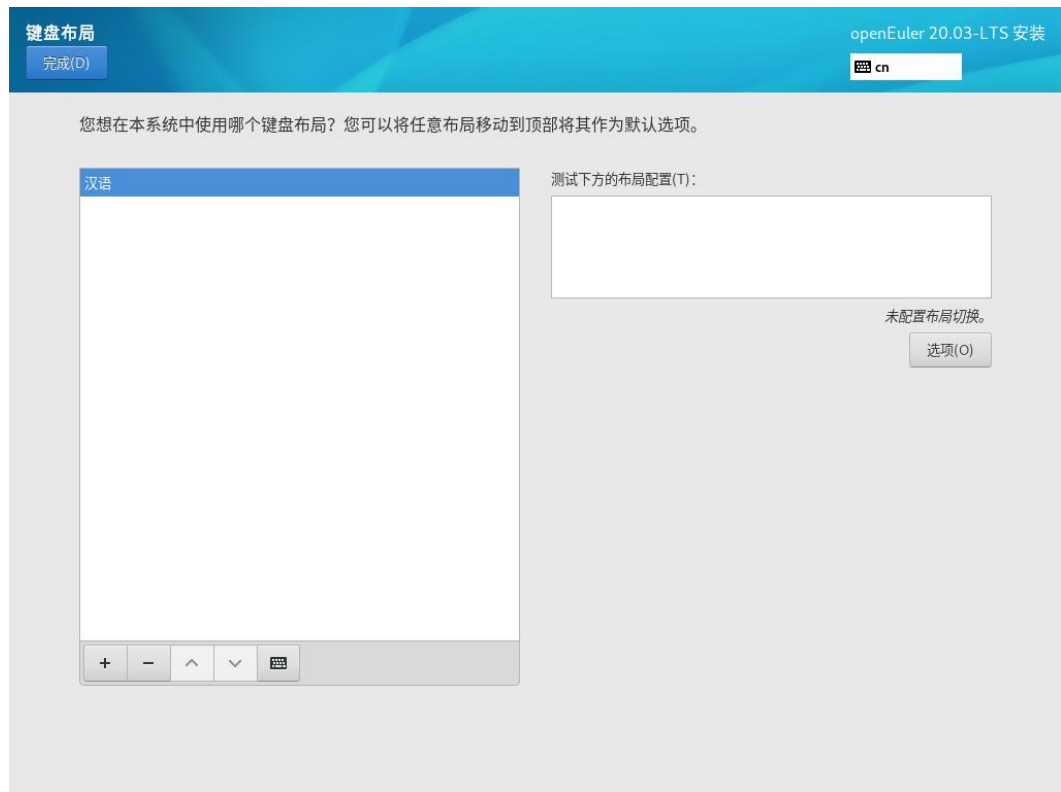 键盘布局
openEuler 20.03-LTS 安装
完成(D)
cn
您想在本系统中使用哪个键盘布局？您可以将任意布局移动到顶部将其作为默认选项。
汉语
测试下方的布局配置(T)：
未配置布局切换。
选项(O)